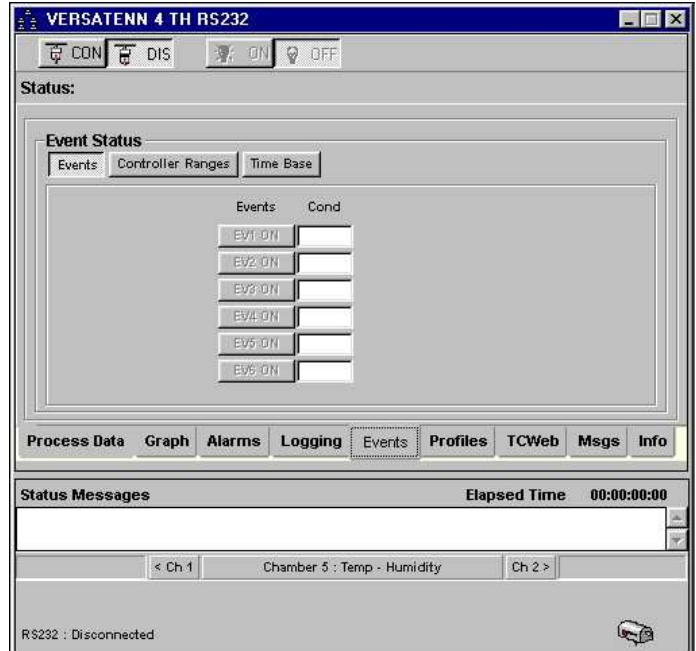 VERSATENN 4 TH RS232
CON DIS ON OFF
Status:
Event Status
Events Controller Ranges Time Base
Events Cond
EV1 ON
EV2 ON
EV3 ON
EV4 ON
EV5 ON
EV6 ON
Process Data Graph Alarms Logging Events Profiles TCWeb Msgs Info
Status Messages Elapsed Time 00:00:00:00
< Ch 1 Chamber 5 : Temp - Humidity Ch 2 >
RS232 : Disconnected